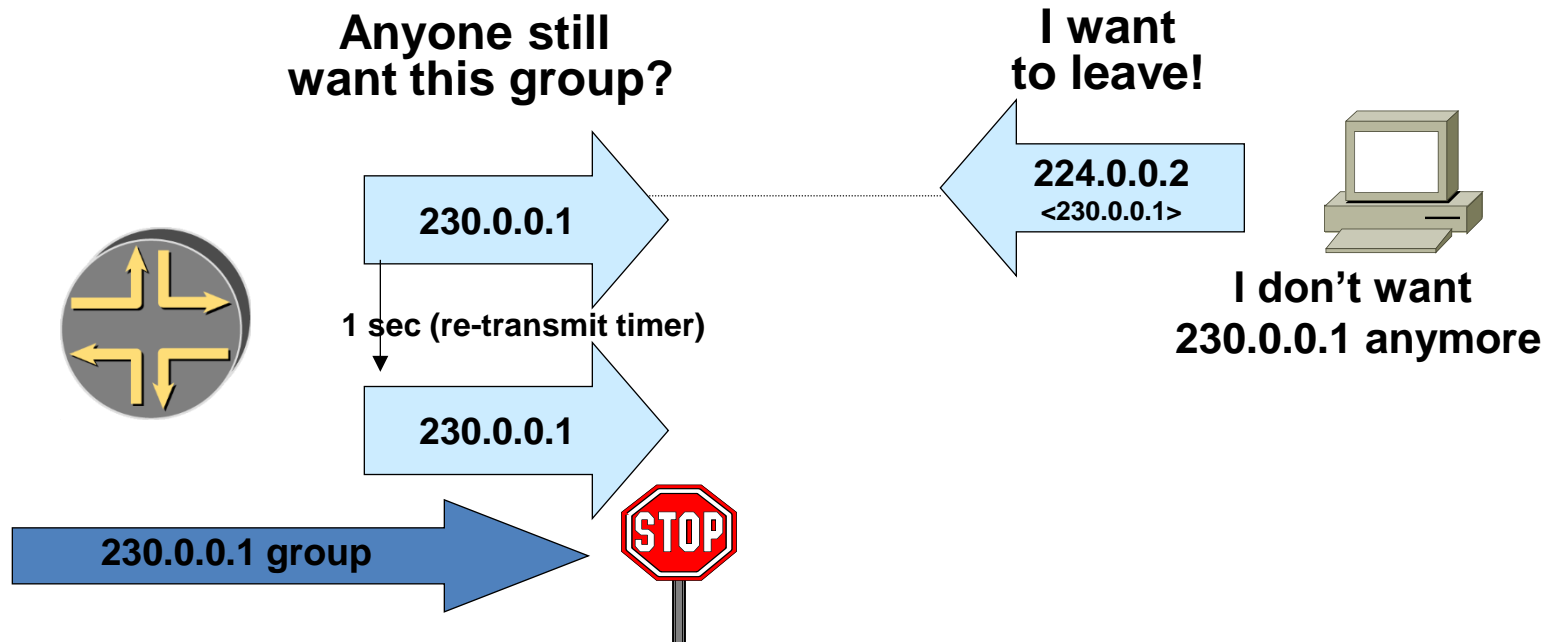 Anyone still
want this group?
I want
to leave!
230.0.0.1
224.0.0.2
<230.0.0.1>
I don’t want
230.0.0.1 anymore
1 sec (re-transmit timer)
230.0.0.1
230.0.0.1 group
STOP